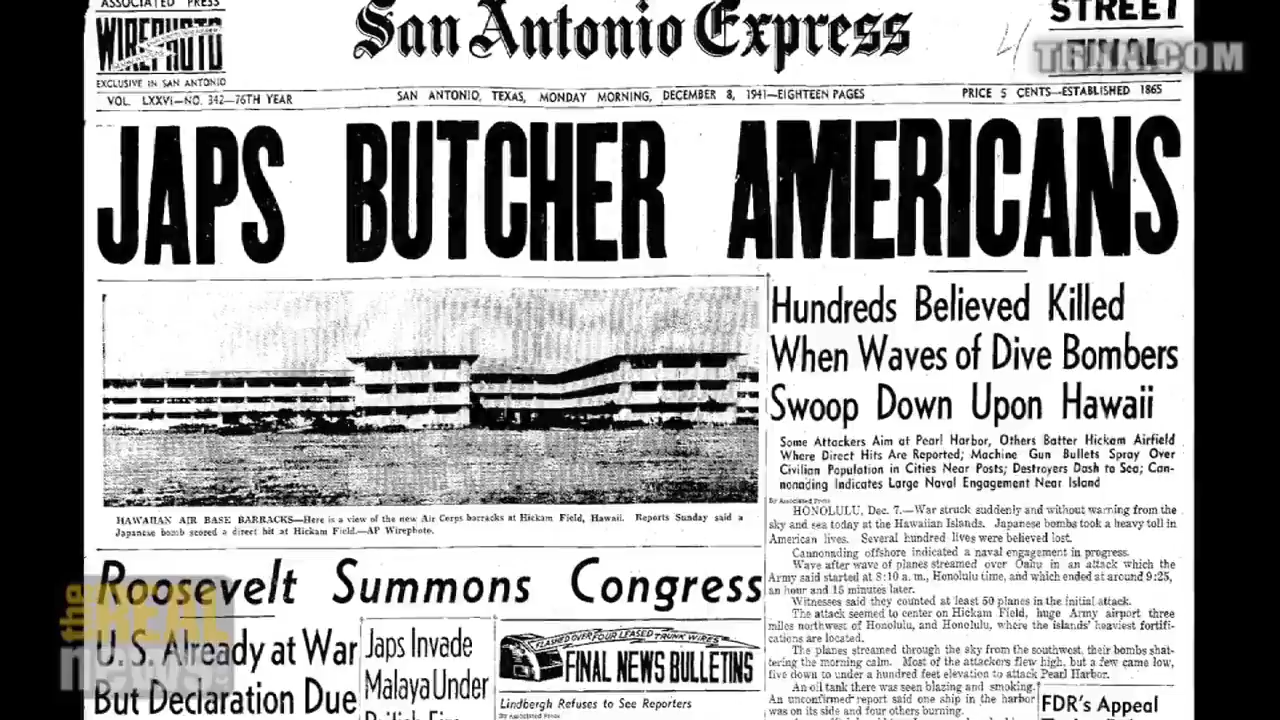 ASSOCIATED PRESS
WIREPHOTO
EXCLUSIVE IN SAN ANTONIO
San Antonio Express
STREET
FINAL
TRAA.COM
VOL. LXXVI—NO. 342—76TH YEAR
SAN ANTONIO, TEXAS, MONDAY MORNING, DECEMBER 8, 1941—EIGHTEEN PAGES
PRICE 5 CENTS—ESTABLISHED 1865
JAPS BUTCHER AMERICANS
HAWAIIAN AIR BASE BARRACKS—Here is a view of the new Air Corps barracks at Hickam Field, Hawaii. Reports Sunday said a
Japanese bomb scored a direct hit at Hickam Field.—AP Wirephoto.
Hundreds Believed Killed
When Waves of Dive Bombers
Swoop Down Upon Hawaii
Some Attackers Aim at Pearl Harbor, Others Batter Hickam Airfield
Where Direct Hits Are Reported; Machine Gun Bullets Spray Over
Civilian Population in Cities Near Posts; Destroyers Dash to Sea; Can-
nonading Indicates Large Naval Engagement Near Island
By Associated Press
HONOLULU, Dec. 7.—War struck suddenly and without warning from the
sky and sea today at the Hawaiian Islands. Japanese bombs took a heavy toll in
American lives. Several hundred lives were believed lost.
Cannonading offshore indicated a naval engagement in progress.
Wave after wave of planes streamed over Oahu in an attack which the
Army said started at 8:10 a. m., Honolulu time, and which ended at around 9:25,
an hour and 15 minutes later.
Witnesses said they counted at least 50 planes in the initial attack.
The attack seemed to center on Hickam Field, huge Army airport three
miles northwest of Honolulu, and Honolulu, where the islands' heaviest fortifi-
cations are located.
The planes streamed through the sky from the southwest, their bombs shat-
tering the morning calm. Most of the attackers flew high, but a few came low,
five down to under a hundred feet elevation to attack Pearl Harbor.
An oil tank there was seen blazing and smoking.
An unconfirmed report said one ship in the harbor
was on its side and four others burning.
FDR's Appeal
Roosevelt Summons Congress
U. S. Already at War
But Declaration Due
Japs Invade
Malaya Under
British Fire
FLASHED OVER FOUR LEASED TRUNK WIRES
FINAL NEWS BULLETINS
Lindbergh Refuses to See Reporters
By Associated Press
the REAL
news